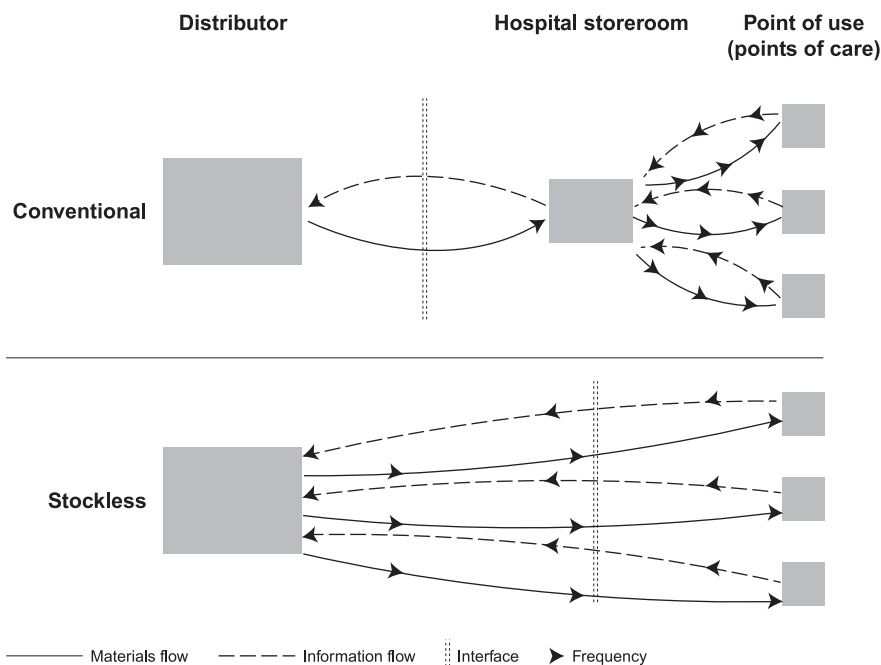 Distributor
Hospital storeroom
Point of use
(points of care)
Conventional
Stockless
Materials flow
Information flow
Interface
Frequency